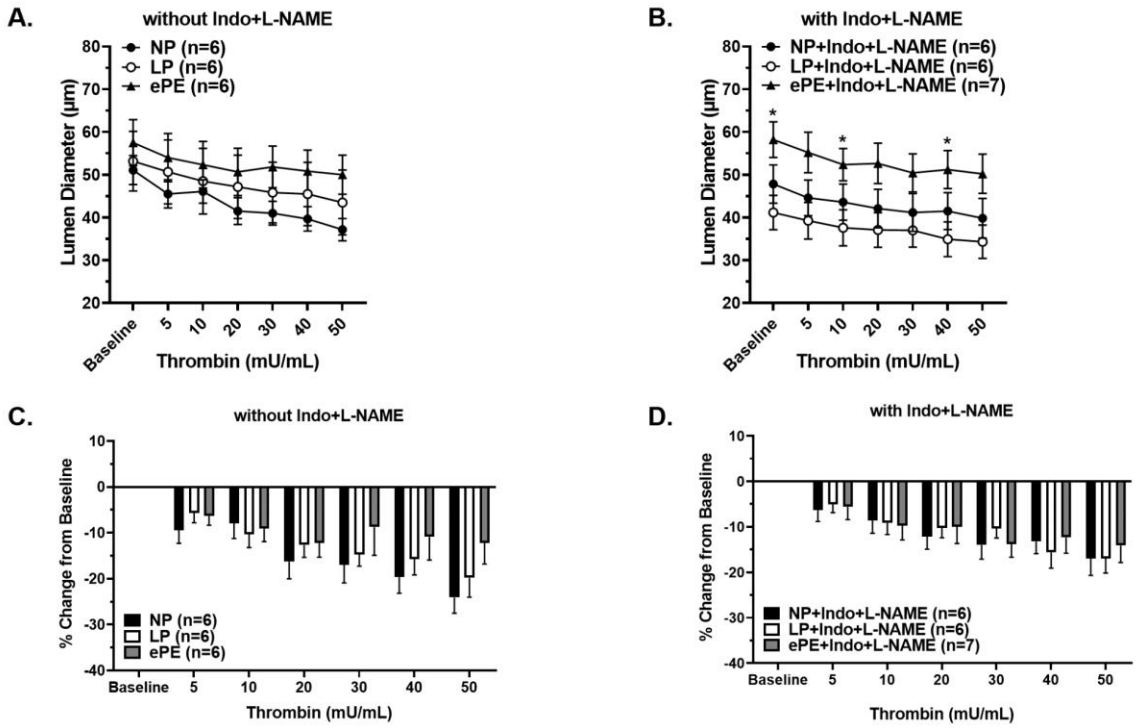 A.
without Indo+L-NAME
NP (n=6)
LP (n=6)
ePE (n=6)
Lumen Diameter (µm)
80
70
60
50
40
30
20
Baseline
5
10
20
30
40
50
Thrombin (mU/mL)
B.
with Indo+L-NAME
NP+Indo+L-NAME (n=6)
LP+Indo+L-NAME (n=6)
ePE+Indo+L-NAME (n=7)
*
*
*
Lumen Diameter (µm)
80
70
60
50
40
30
20
Baseline
5
10
20
30
40
50
Thrombin (mU/mL)
C.
without Indo+L-NAME
% Change from Baseline
10
0
-10
-20
-30
-40
NP (n=6)
LP (n=6)
ePE (n=6)
Baseline
5
10
20
30
40
50
Thrombin (mU/mL)
D.
with Indo+L-NAME
% Change from Baseline
10
0
-10
-20
-30
-40
NP+Indo+L-NAME (n=6)
LP+Indo+L-NAME (n=6)
ePE+Indo+L-NAME (n=7)
Baseline
5
10
20
30
40
50
Thrombin (mU/mL)